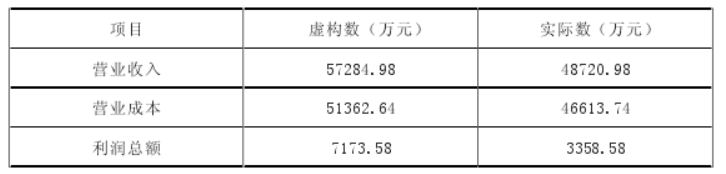 项目 虚构数（万元） 实际数（万元）
营业收入 57284.98 48720.98
营业成本 51362.64 46613.74
利润总额 7173.58 3358.58